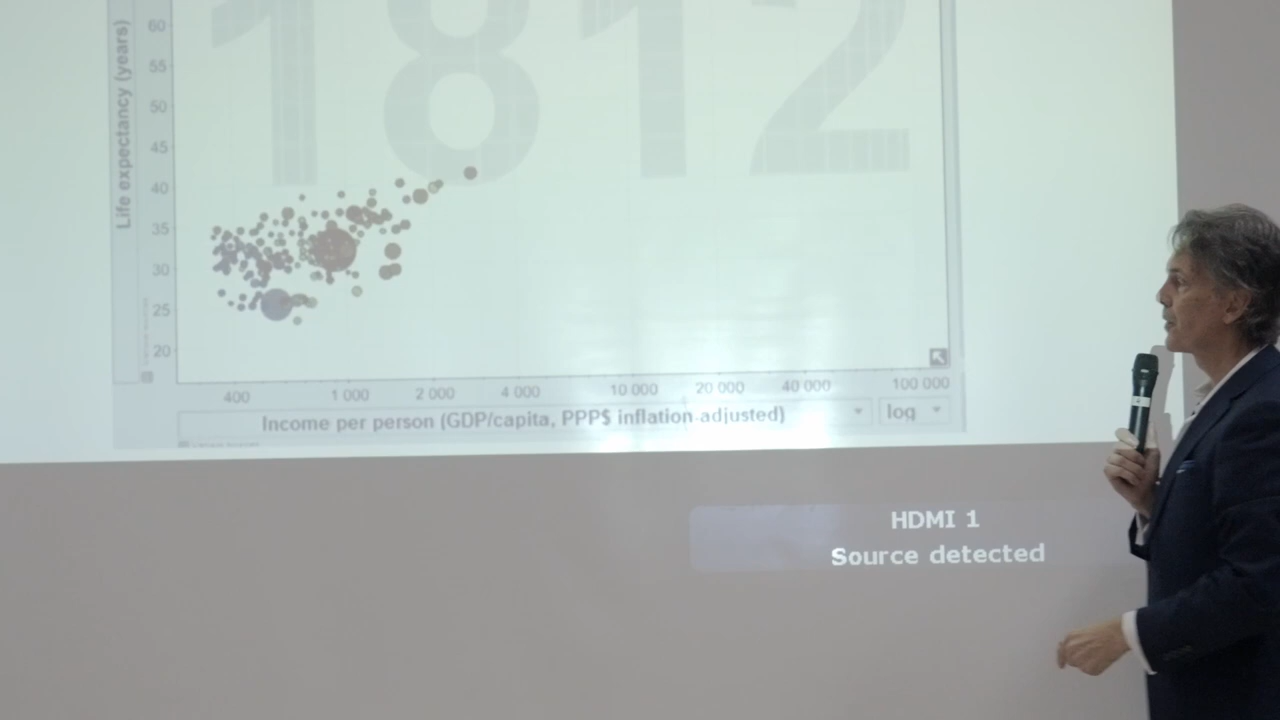 1812
Life expectancy (years)
60
55
50
45
40
35
30
25
20
400 1 000 2 000 4 000 10 000 20 000 40 000 100 000
Income per person (GDP/capita, PPP$ inflation-adjusted) log
HDMI 1
Source detected